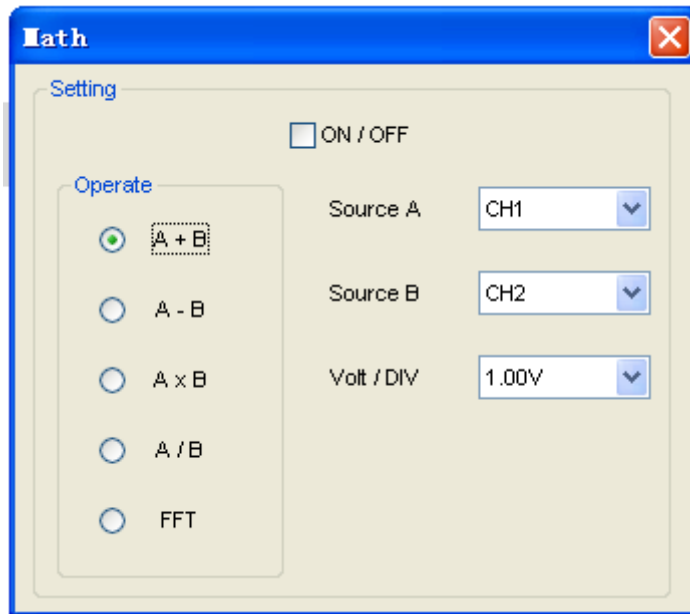 Math
Setting
ON / OFF
Operate
A + B
A - B
A x B
A / B
FFT
Source A CH1
Source B CH2
Volt / DIV 1.00V